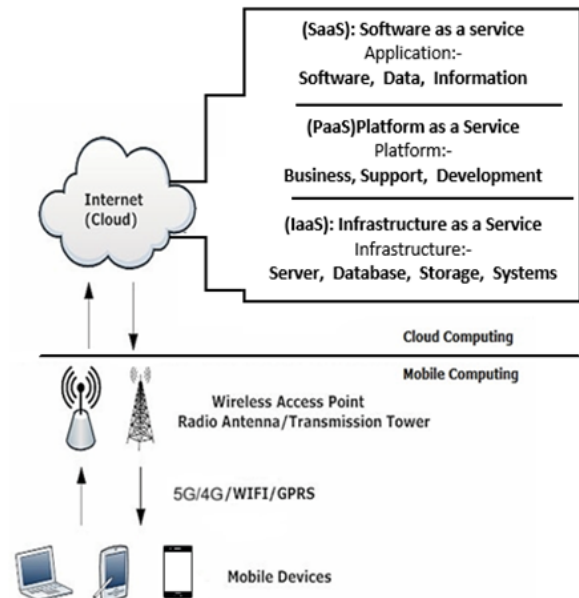 (SaaS): Software as a service
Application:-
Software, Data, Information
(PaaS)Platform as a Service
Platform:-
Business, Support, Development
(IaaS): Infrastructure as a Service
Infrastructure:-
Server, Database, Storage, Systems
Internet
(Cloud)
Cloud Computing
Mobile Computing
Wireless Access Point
Radio Antenna/Transmission Tower
5G/4G/WIFI/GPRS
Mobile Devices